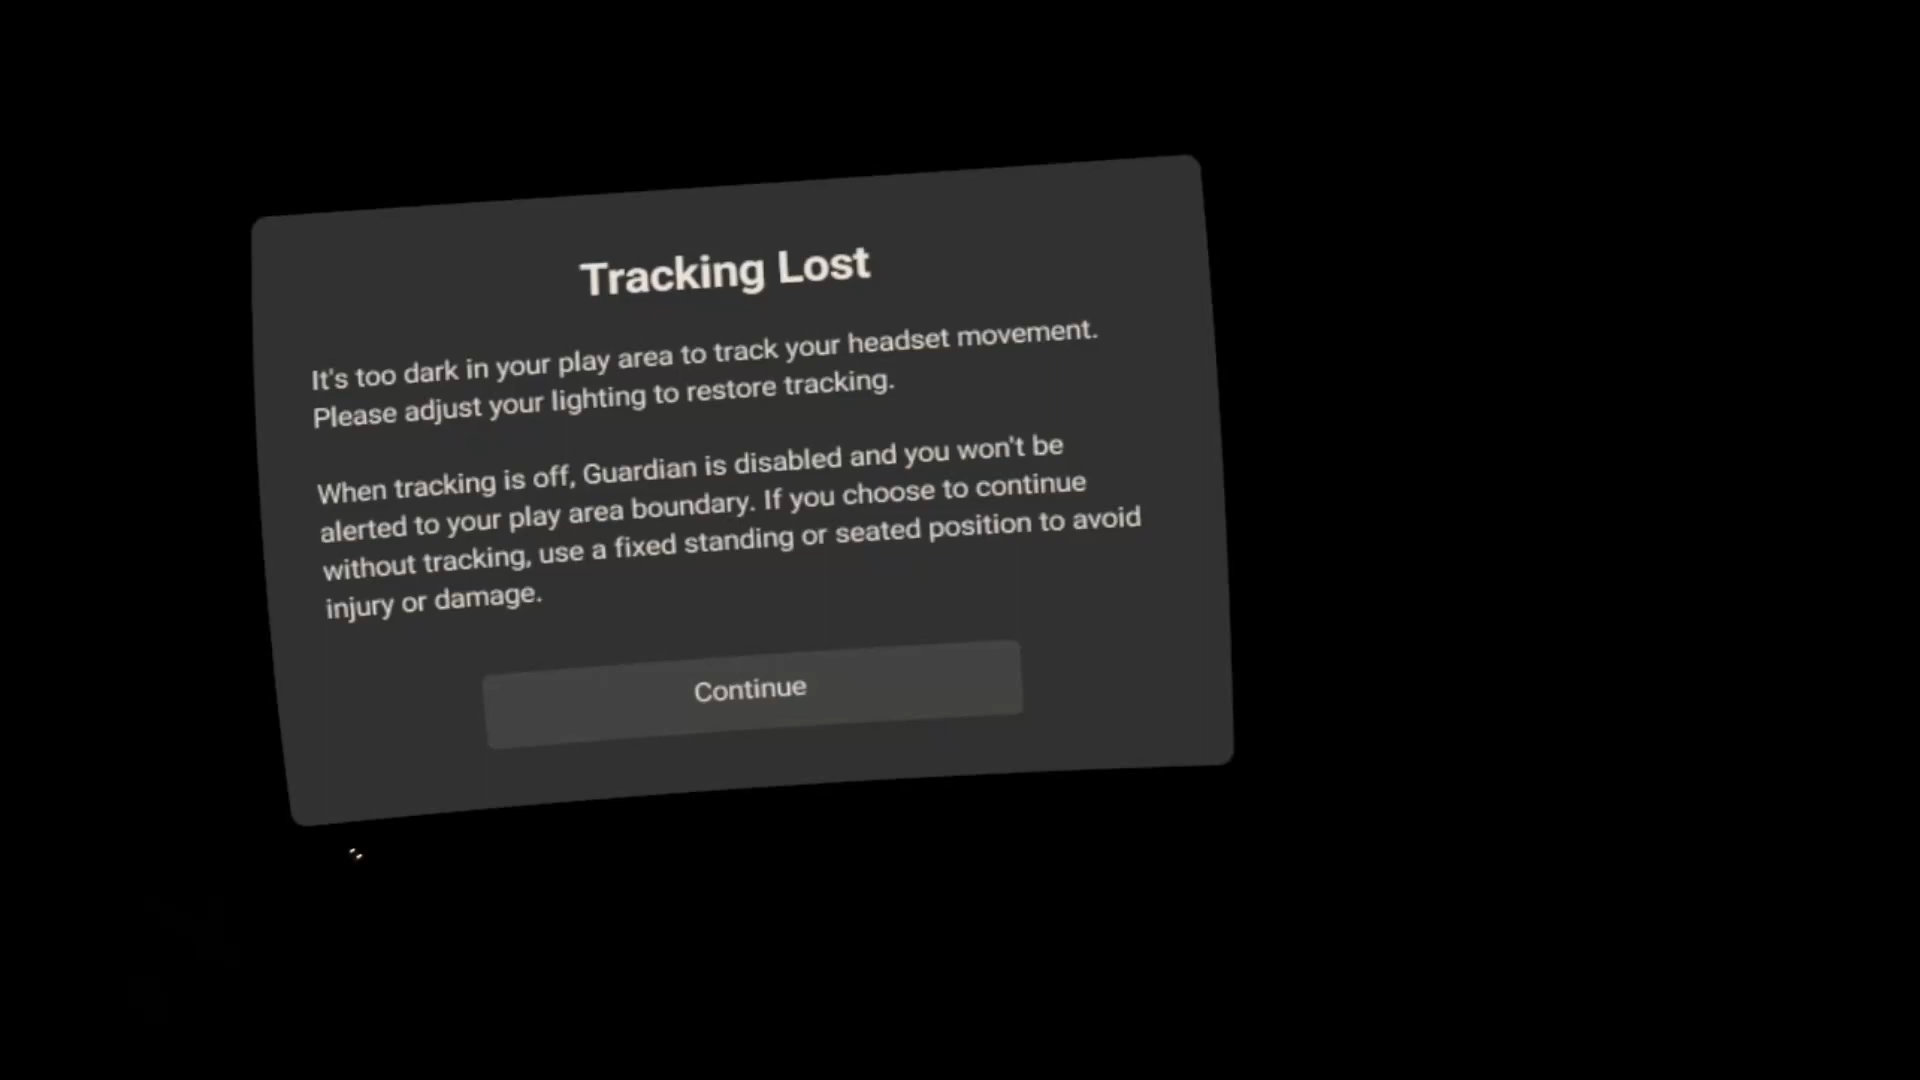 Tracking Lost
It's too dark in your play area to track your headset movement.
Please adjust your lighting to restore tracking.
When tracking is off, Guardian is disabled and you won't be
alerted to your play area boundary. If you choose to continue
without tracking, use a fixed standing or seated position to avoid
injury or damage.
Continue